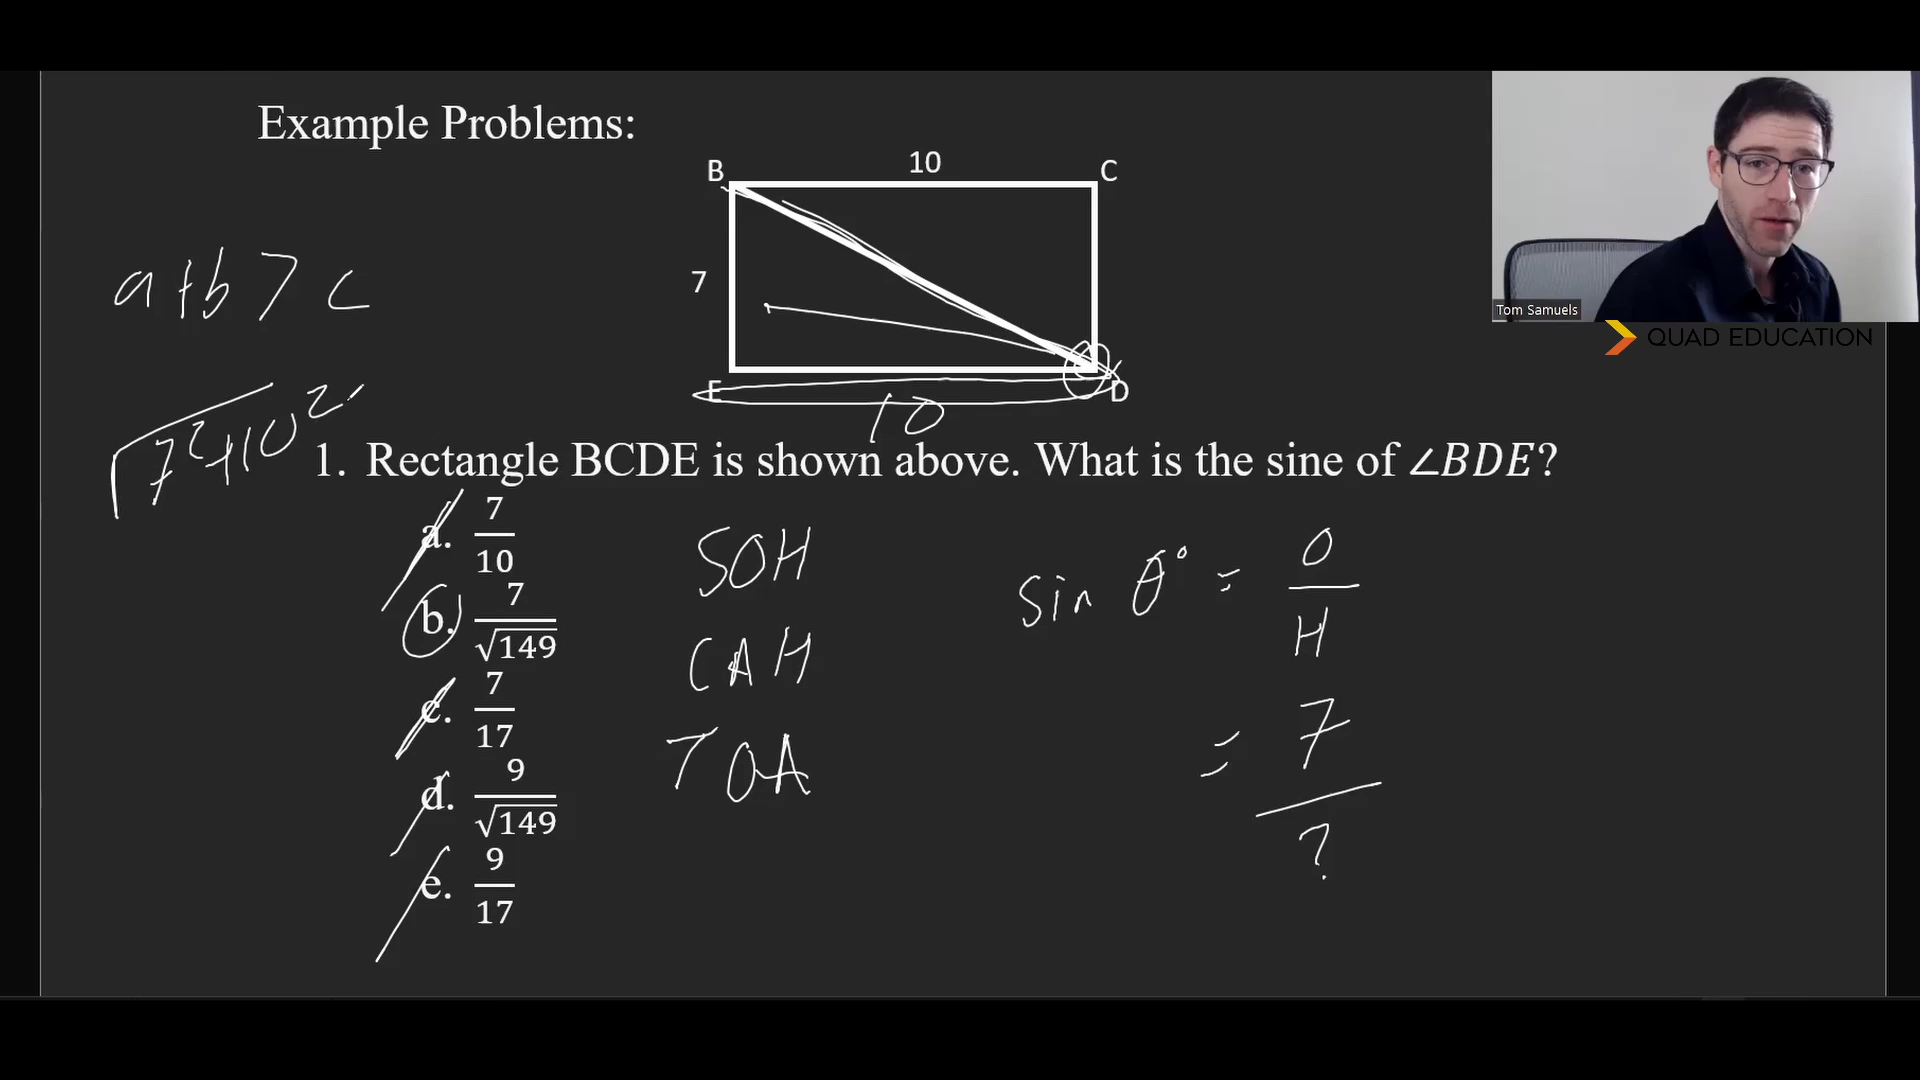 Example Problems:
B 10 C
7
E D
10
a+b > c
√7²+10²
1. Rectangle BCDE is shown above. What is the sine of ∠BDE?
a. 7/10
b. 7/√149
c. 7/17
d. 9/√149
e. 9/17
SOH
CAH
TOA
sin θ° = O/H
= 7/?
Tom Samuels
QUAD EDUCATION